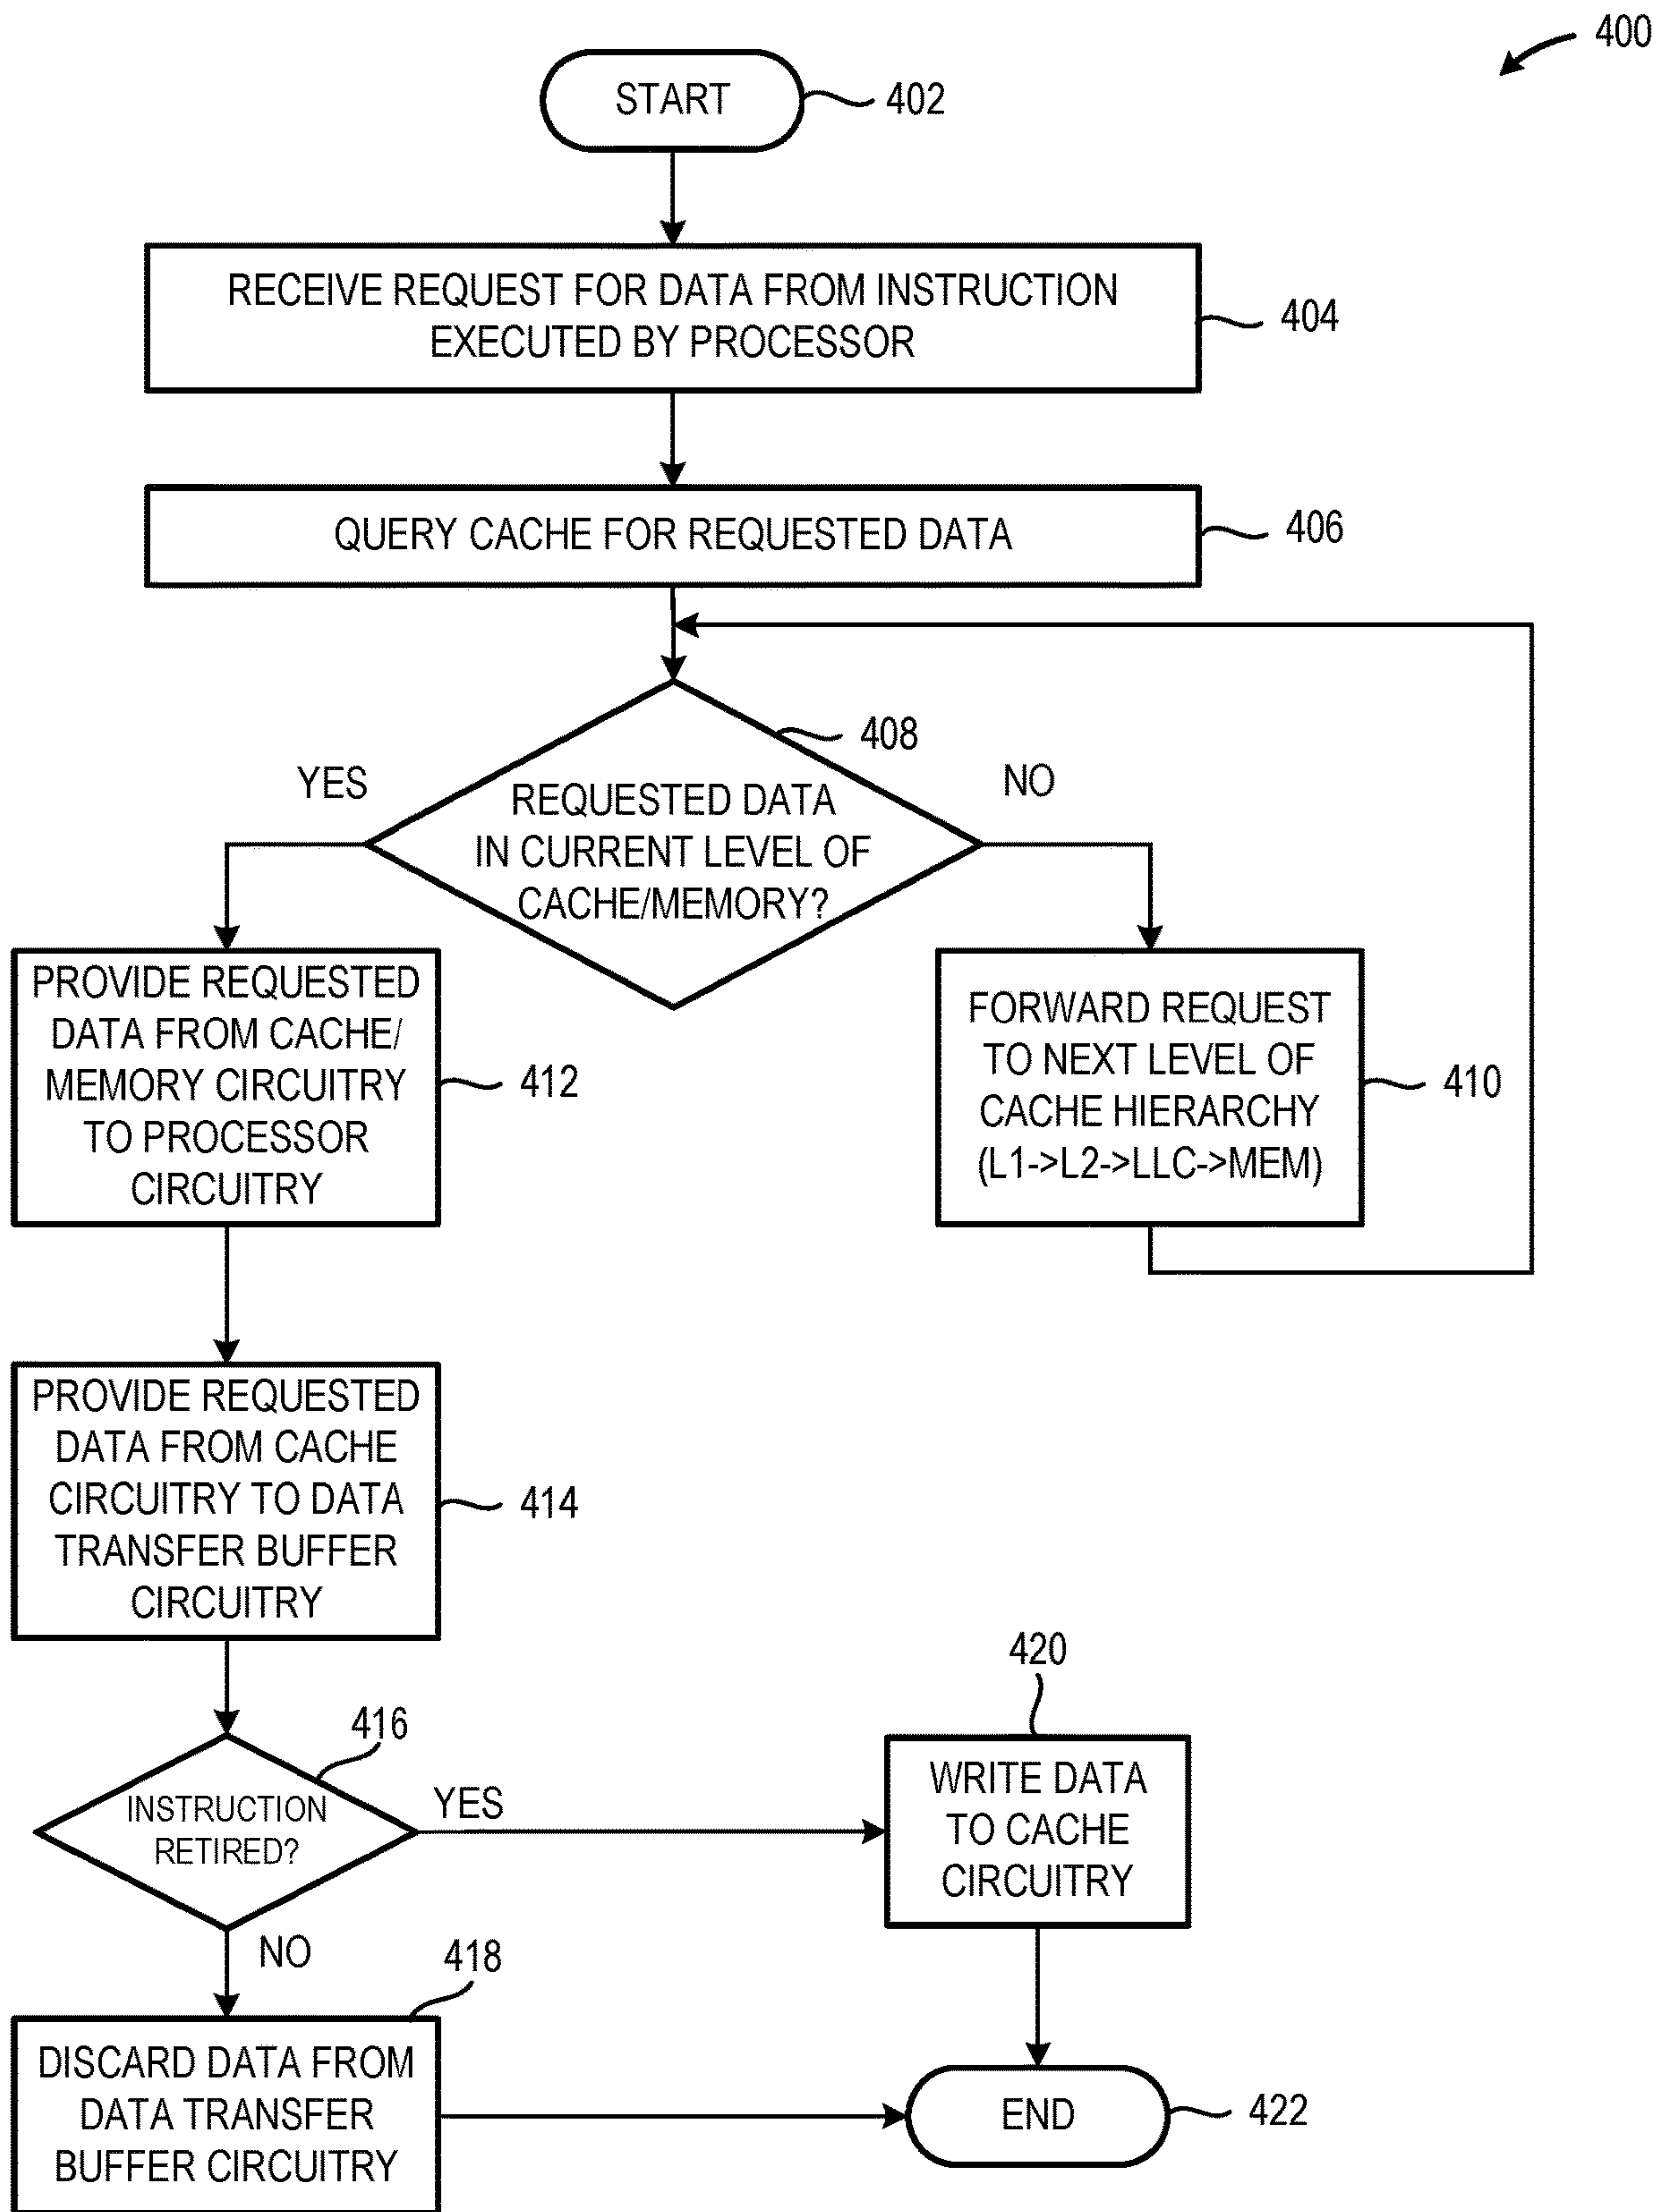 400
START
402
RECEIVE REQUEST FOR DATA FROM INSTRUCTION
EXECUTED BY PROCESSOR
404
QUERY CACHE FOR REQUESTED DATA
406
408
YES
NO
REQUESTED DATA
IN CURRENT LEVEL OF
CACHE/MEMORY?
PROVIDE REQUESTED
DATA FROM CACHE/
MEMORY CIRCUITRY
TO PROCESSOR
CIRCUITRY
412
FORWARD REQUEST
TO NEXT LEVEL OF
CACHE HIERARCHY
(L1->L2->LLC->MEM)
410
PROVIDE REQUESTED
DATA FROM CACHE
CIRCUITRY TO DATA
TRANSFER BUFFER
CIRCUITRY
414
416
INSTRUCTION
RETIRED?
YES
NO
420
WRITE DATA
TO CACHE
CIRCUITRY
418
DISCARD DATA FROM
DATA TRANSFER
BUFFER CIRCUITRY
END
422